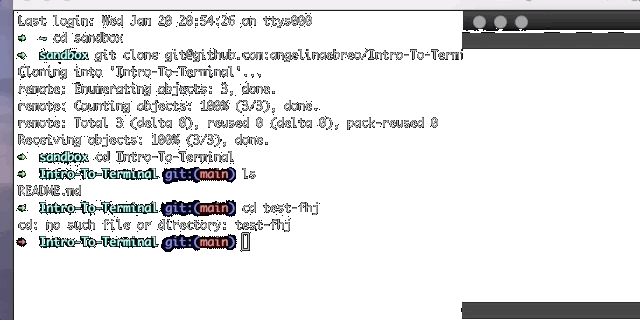 Last login: Wed Jan 20 20:54:26 on ttys000
→ ~ cd sandbox
→ sandbox git clone git@github.com:angelinaebreo/Intro-To-Term
Cloning into 'Intro-To-Terminal'...
remote: Enumerating objects: 3, done.
remote: Counting objects: 100% (3/3), done.
remote: Total 3 (delta 0), reused 0 (delta 0), pack-reused 0
Receiving objects: 100% (3/3), done.
→ sandbox cd Intro-To-Terminal
→ Intro-To-Terminal git:(main) ls
README.md
→ Intro-To-Terminal git:(main) cd test-fhj
cd: no such file or directory: test-fhj
→ Intro-To-Terminal git:(main)